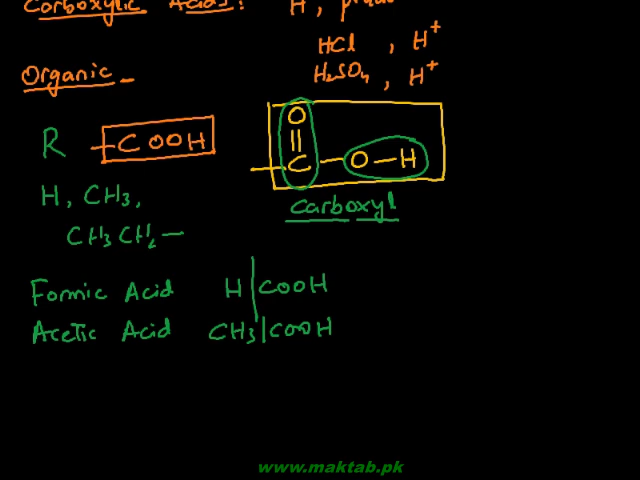 Carboxylic Acids: H,
HCl , H+
H2SO4 , H+
Organic -
R -COOH
O
||
-C-O-H
H, CH3,
CH3CH2-
Carboxyl
Formic Acid H|COOH
Acetic Acid CH3|COOH
www.maktab.pk